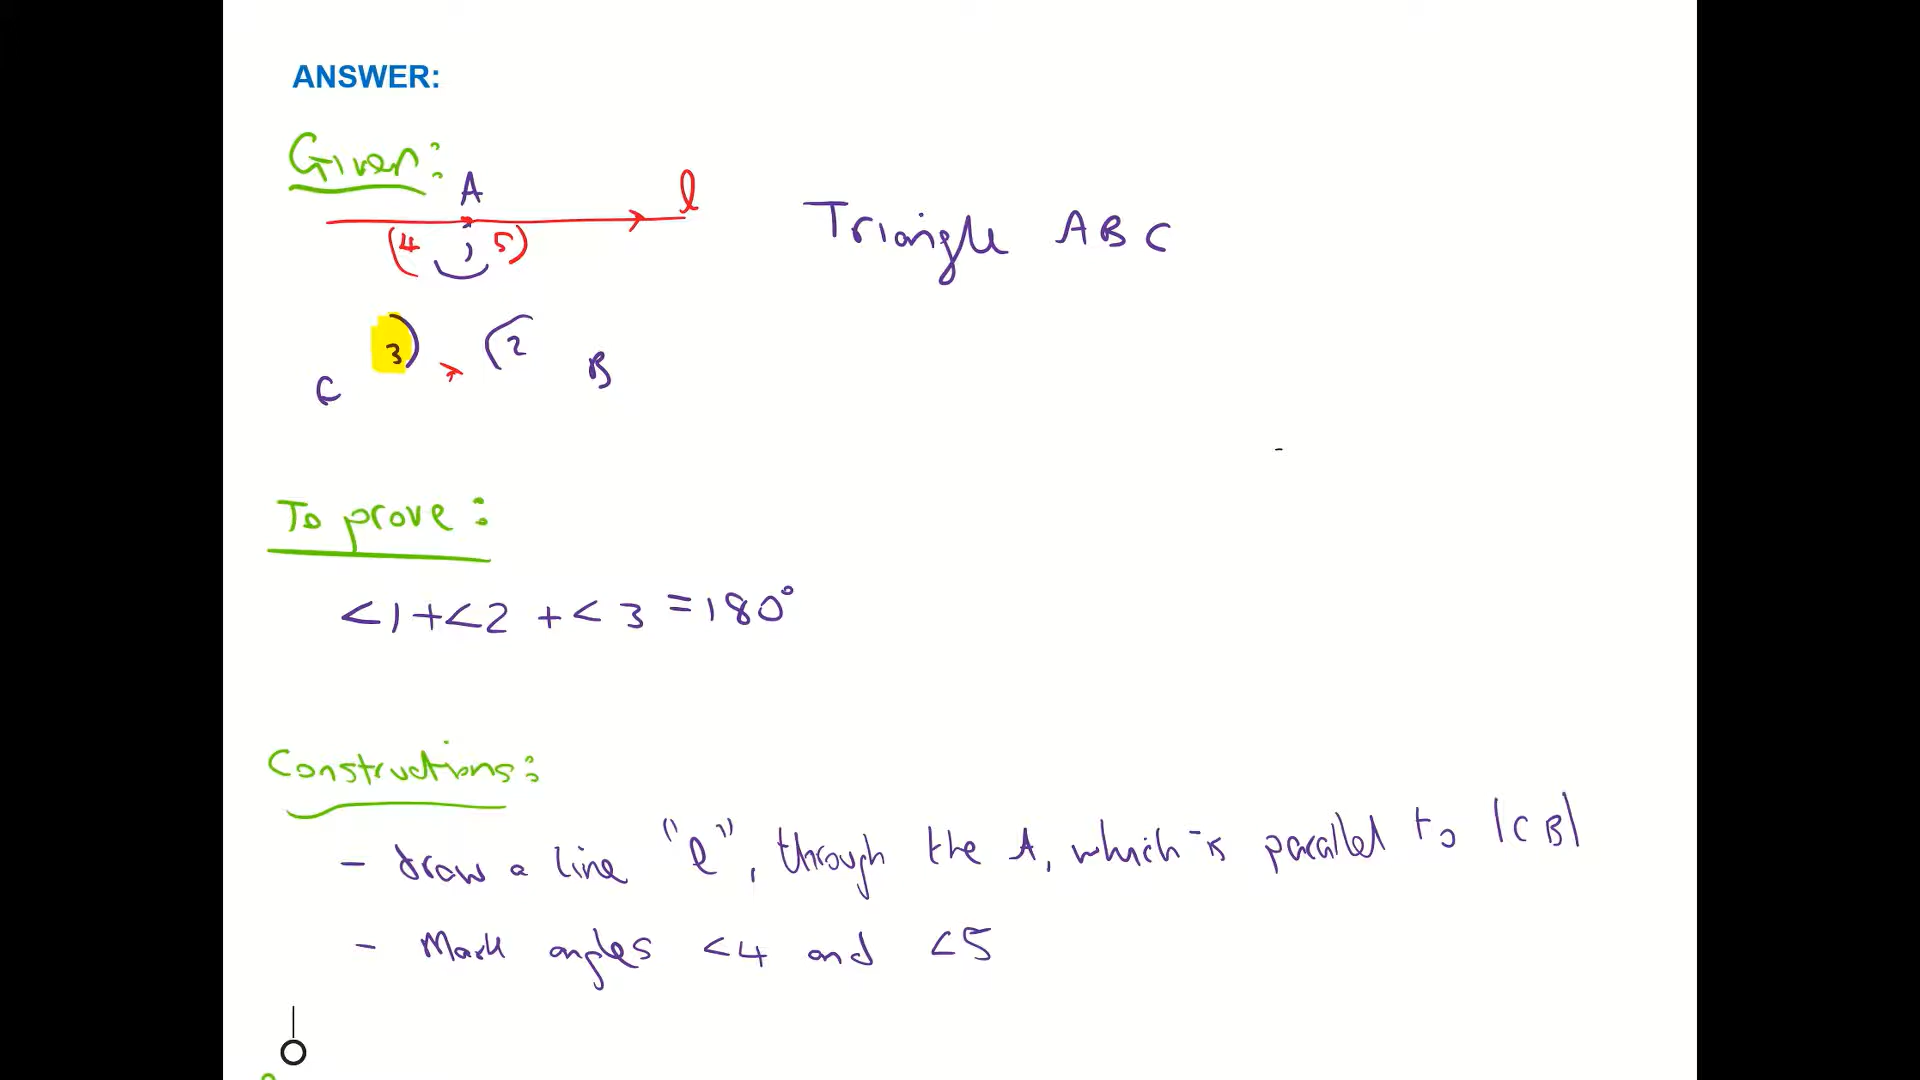 ANSWER:
Given:
A
l
Triangle ABC
4
1
5
3
2
C
B
To prove:
<1+<2+<3=180°
Constructions:
- draw a line "l", through the A, which is parallel to |CB|
- Mark angles <4 and <5